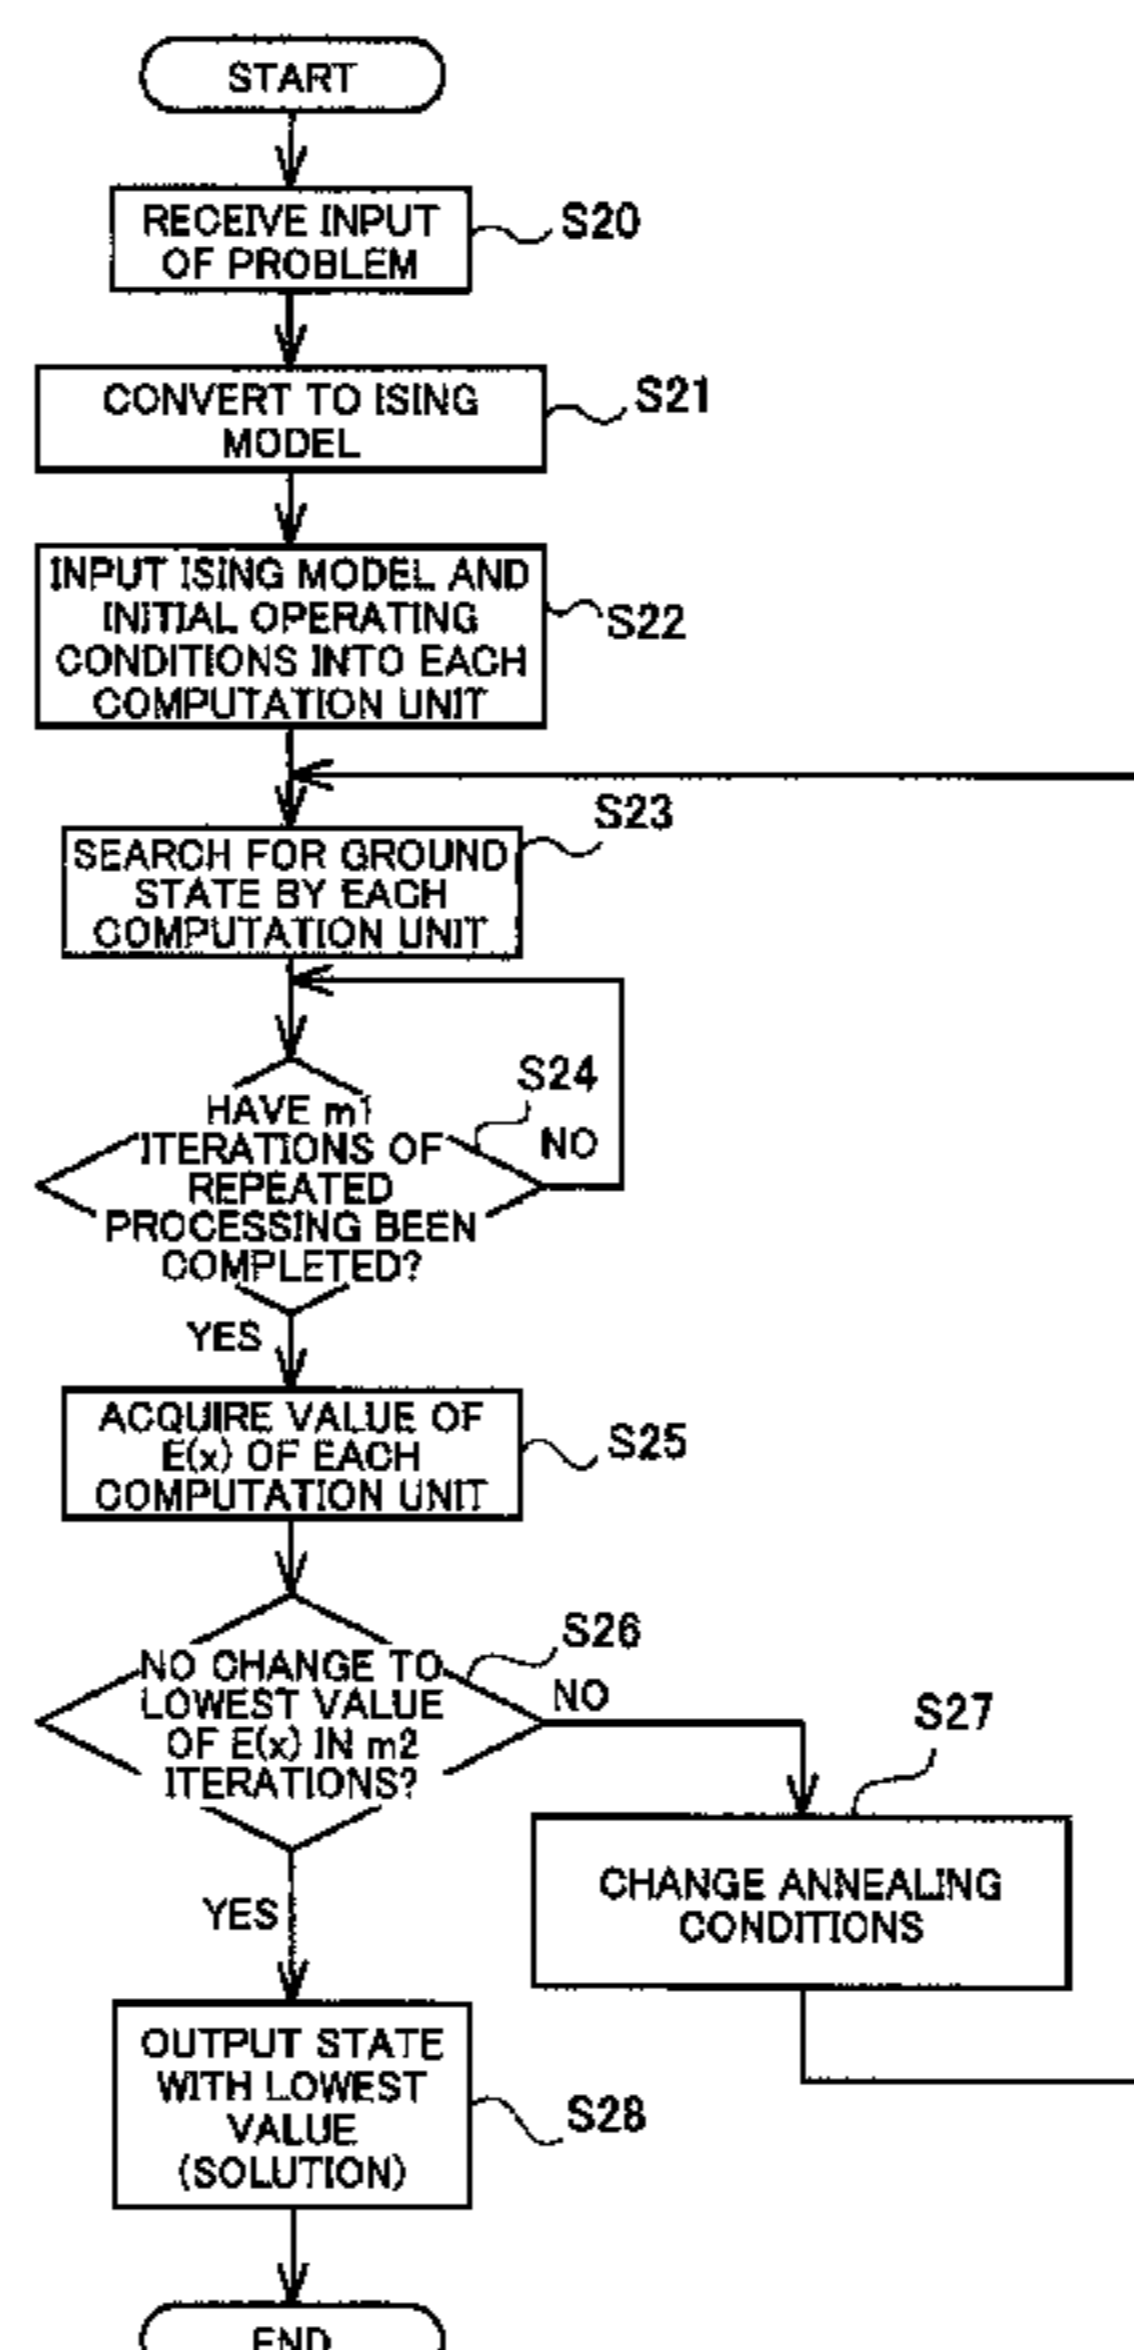 START
RECEIVE INPUT
OF PROBLEM
S20
CONVERT TO ISING
MODEL
S21
INPUT ISING MODEL AND
INITIAL OPERATING
CONDITIONS INTO EACH
COMPUTATION UNIT
S22
SEARCH FOR GROUND
STATE BY EACH
COMPUTATION UNIT
S23
HAVE m1
ITERATIONS OF
REPEATED
PROCESSING BEEN
COMPLETED?
S24
NO
YES
ACQUIRE VALUE OF
E(x) OF EACH
COMPUTATION UNIT
S25
NO CHANGE TO
LOWEST VALUE
OF E(x) IN m2
ITERATIONS?
S26
NO
S27
CHANGE ANNEALING
CONDITIONS
YES
OUTPUT STATE
WITH LOWEST
VALUE
(SOLUTION)
S28
END